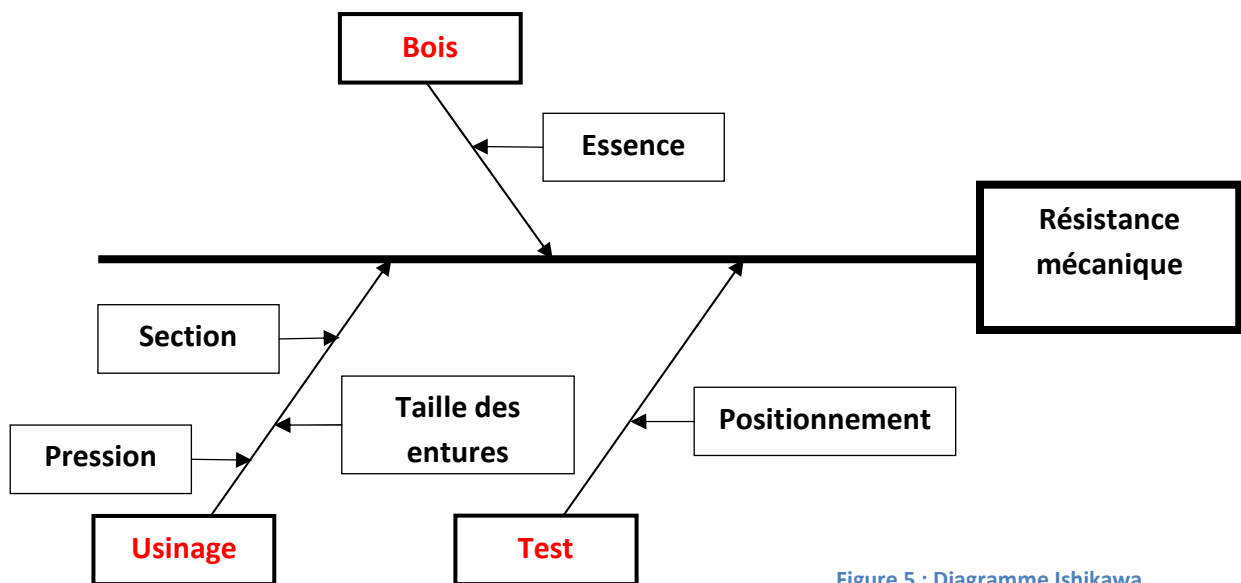 Bois
Essence
Résistance
mécanique
Section
Taille des
entures
Positionnement
Pression
Usinage
Test
Figure 5 : Diagramme Ishikawa